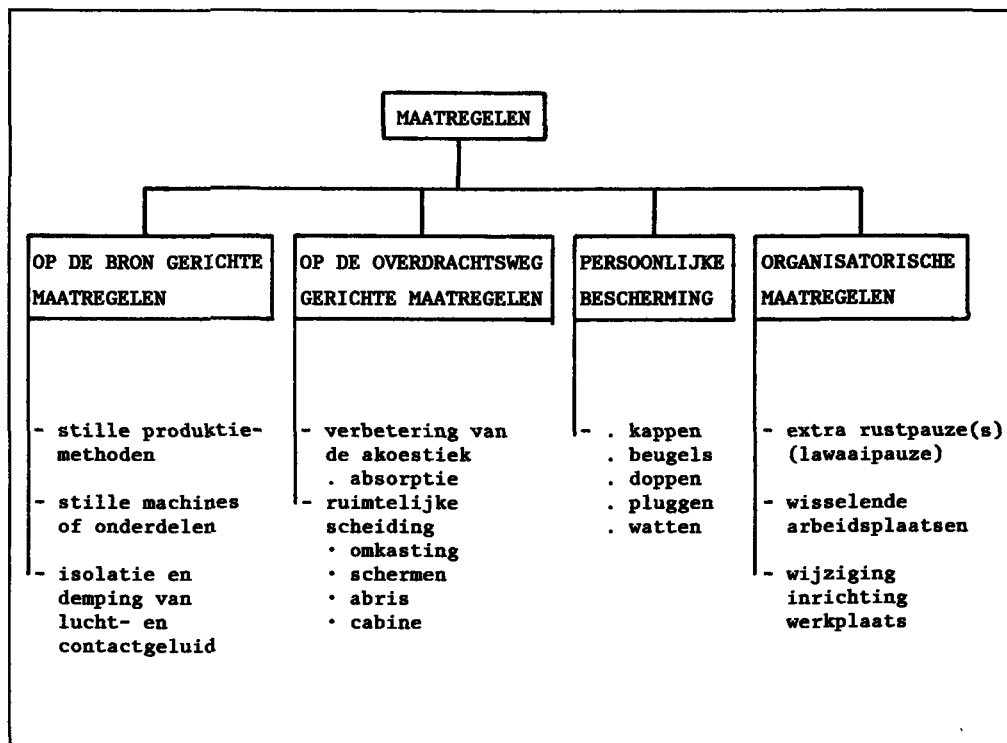 MAATREGELEN
OP DE BRON GERICHTE
MAATREGELEN
- stille produktie-
methoden
- stille machines
of onderdelen
- isolatie en
demping van
lucht- en
contactgeluid
OP DE OVERDRACHTSWEG
GERICHTE MAATREGELEN
- verbetering van
de akoestiek
. absorptie
- ruimtelijke
scheiding
· omkasting
· schermen
· abris
· cabine
PERSOONLIJKE
BESCHERMING
- . kappen
. beugels
. doppen
. pluggen
. watten
ORGANISATORISCHE
MAATREGELEN
- extra rustpauze(s)
(lawaaipauze)
- wisselende
arbeidsplaatsen
- wijziging
inrichting
werkplaats